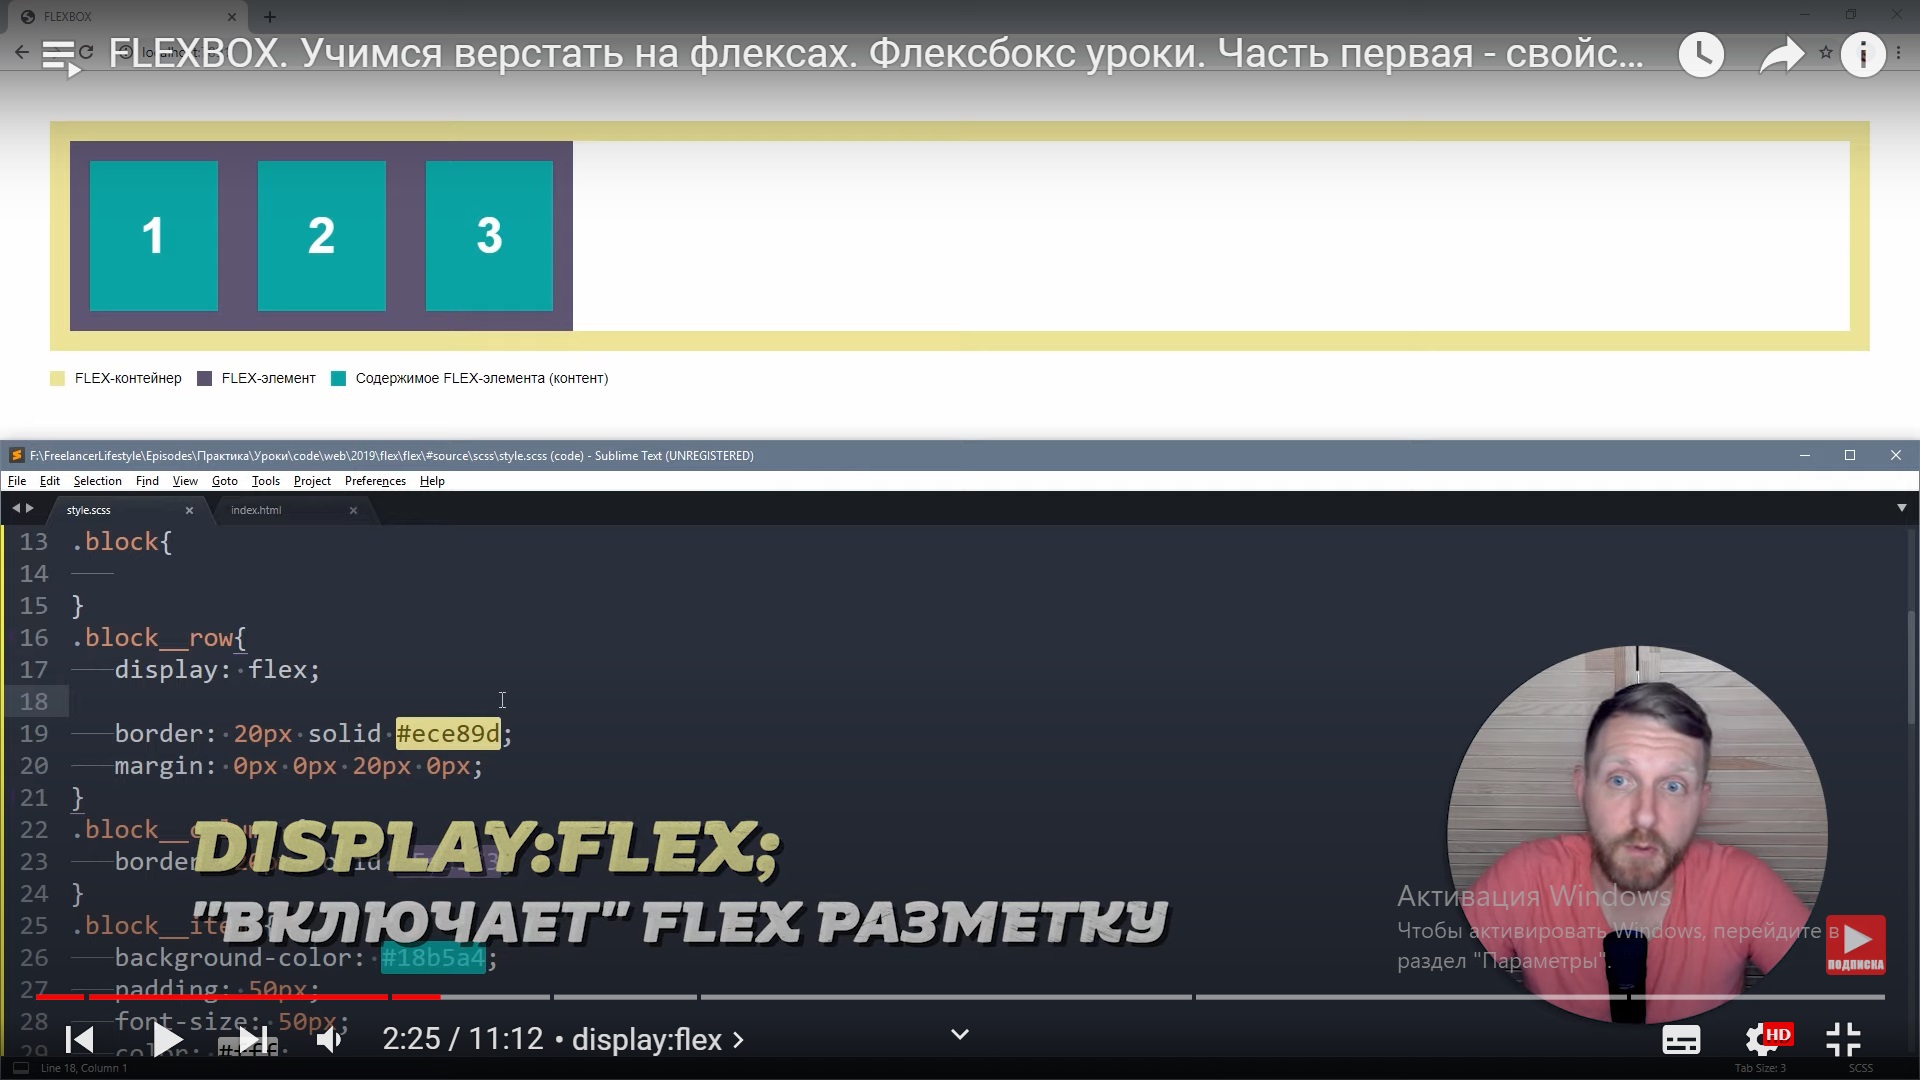 FLEXBOX
FLEXBOX. Учимся верстать на флексах. Флексбокс уроки. Часть первая - свойс...
1 2 3
FLEX-контейнер FLEX-элемент Содержимое FLEX-элемента (контент)
F:\FreelancerLifestyle\Episodes\Практика\Уроки\code\web\2019\flex\flex\#source\scss\style.scss (code) - Sublime Text (UNREGISTERED)
File Edit Selection Find View Goto Tools Project Preferences Help
style.scss index.html
13 .block{
14
15 }
16 .block__row{
17 display: flex;
18
19 border: 20px solid #ece89d;
20 margin: 0px 0px 20px 0px;
21 }
22 .block__
23 border
24 }
25 .block__ite {
26 background-color: #18b5a4;
27 padding: 50px;
28 font-size: 50px;
29 color: #fff;
DISPLAY:FLEX;
"ВКЛЮЧАЕТ" FLEX РАЗМЕТКУ
Активация Windows
Чтобы активировать Windows, перейдите в
раздел "Параметры".
ПОДПИСКА
2:25 / 11:12 • display:flex
HD
Line 18, Column 1 Tab Size: 3 SCSS